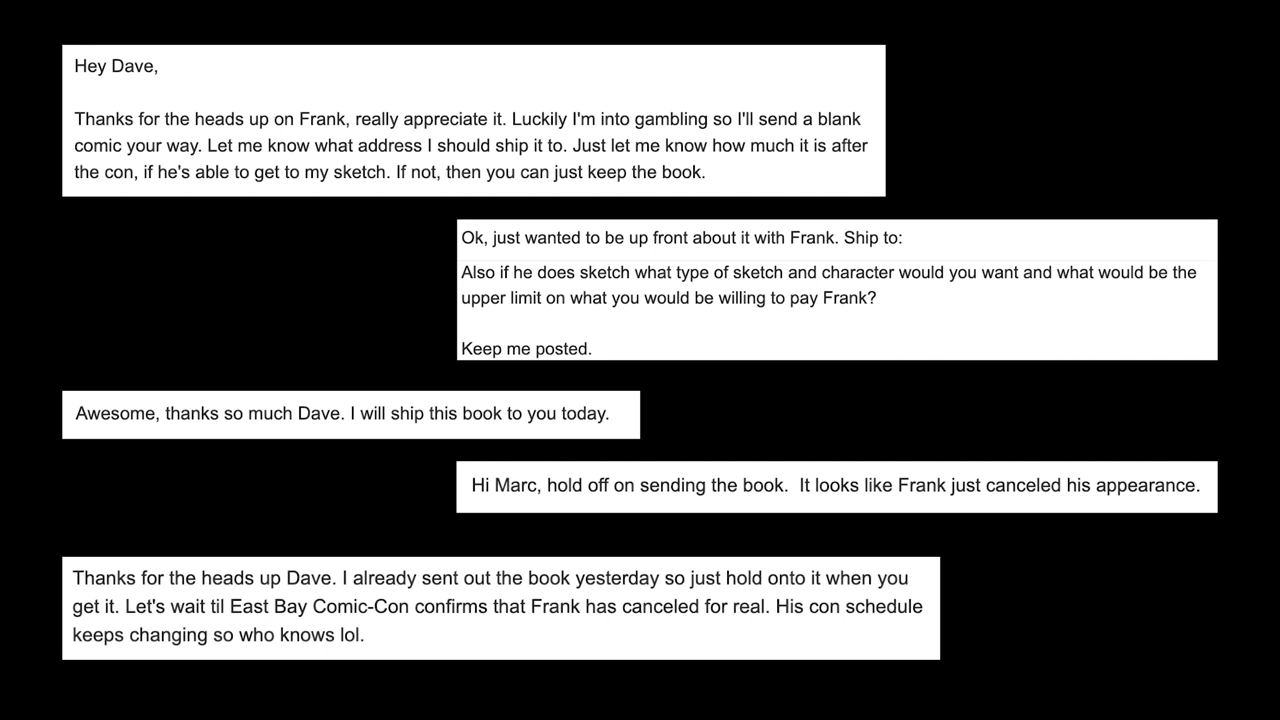 Hey Dave,
Thanks for the heads up on Frank, really appreciate it. Luckily I'm into gambling so I'll send a blank
comic your way. Let me know what address I should ship it to. Just let me know how much it is after
the con, if he's able to get to my sketch. If not, then you can just keep the book.
Ok, just wanted to be up front about it with Frank. Ship to:
Also if he does sketch what type of sketch and character would you want and what would be the
upper limit on what you would be willing to pay Frank?
Keep me posted.
Awesome, thanks so much Dave. I will ship this book to you today.
Hi Marc, hold off on sending the book.  It looks like Frank just canceled his appearance.
Thanks for the heads up Dave. I already sent out the book yesterday so just hold onto it when you
get it. Let's wait til East Bay Comic-Con confirms that Frank has canceled for real. His con schedule
keeps changing so who knows lol.